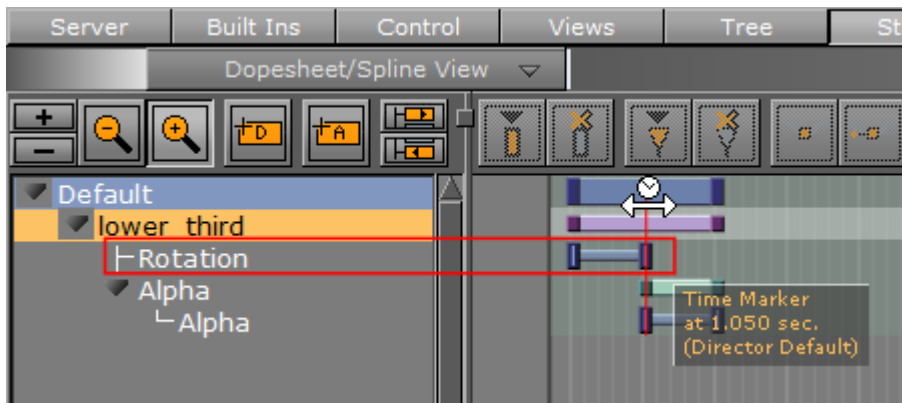 Server Built Ins Control Views Tree St
Dopesheet/Spline View
+ D A
Default
lower_third
Rotation
Alpha
Alpha
Time Marker
at 1.050 sec.
(Director Default)